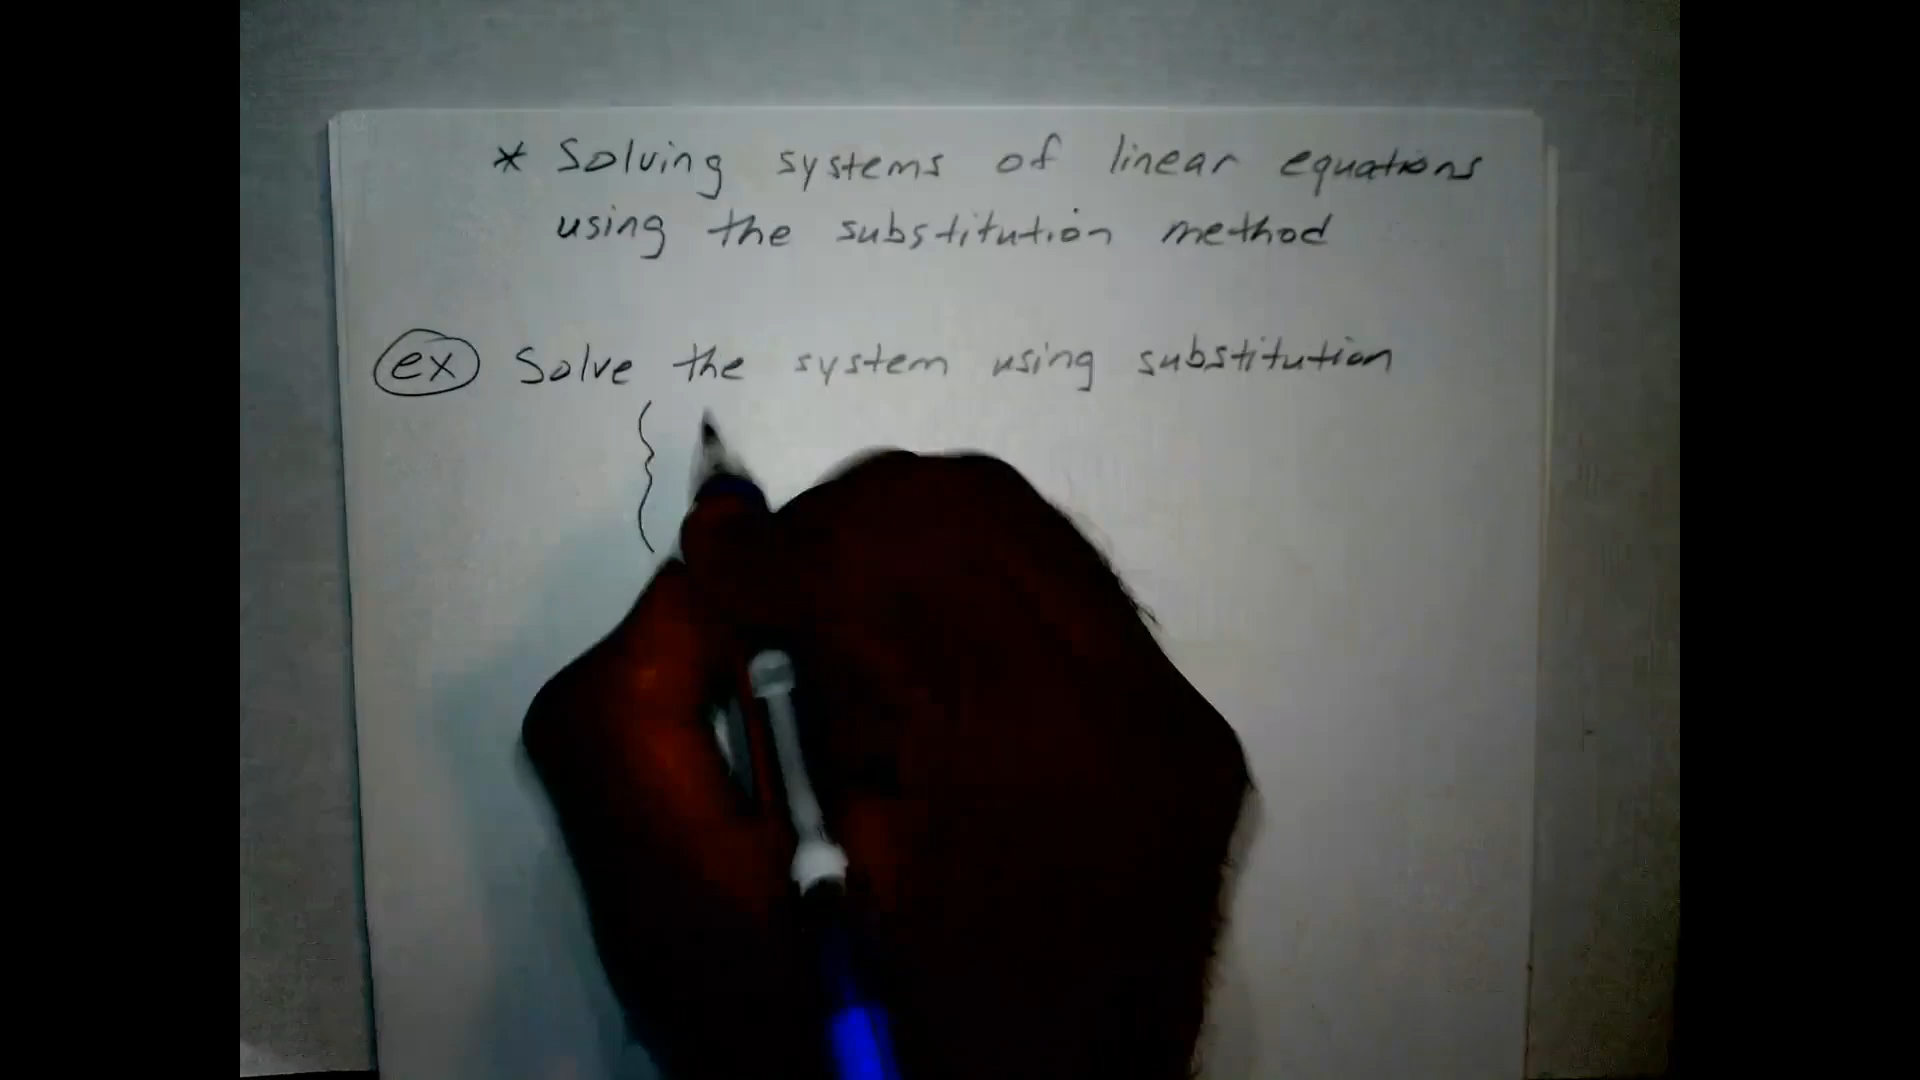 * Solving systems of linear equations
using the substitution method
ex Solve the system using substitution
{